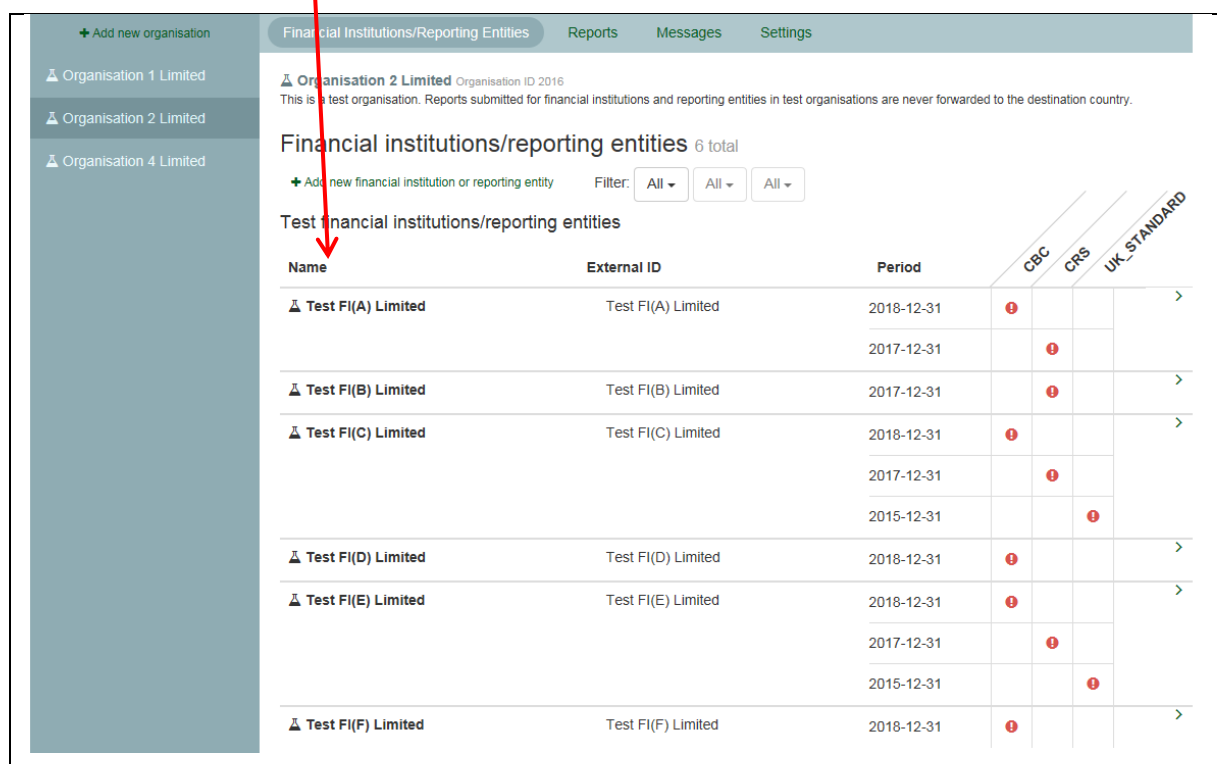 + Add new organisation
Organisation 1 Limited
Organisation 2 Limited
Organisation 4 Limited
Financial Institutions/Reporting Entities Reports Messages Settings
Organisation 2 Limited Organisation ID 2016
This is a test organisation. Reports submitted for financial institutions and reporting entities in test organisations are never forwarded to the destination country.
Financial institutions/reporting entities 6 total
+ Add new financial institution or reporting entity Filter: All All All
Test financial institutions/reporting entities
Name External ID Period CBC CRS UK_STANDARD
Test FI(A) Limited Test FI(A) Limited 2018-12-31
2017-12-31
Test FI(B) Limited Test FI(B) Limited 2017-12-31
Test FI(C) Limited Test FI(C) Limited 2018-12-31
2017-12-31
2015-12-31
Test FI(D) Limited Test FI(D) Limited 2018-12-31
Test FI(E) Limited Test FI(E) Limited 2018-12-31
2017-12-31
2015-12-31
Test FI(F) Limited Test FI(F) Limited 2018-12-31